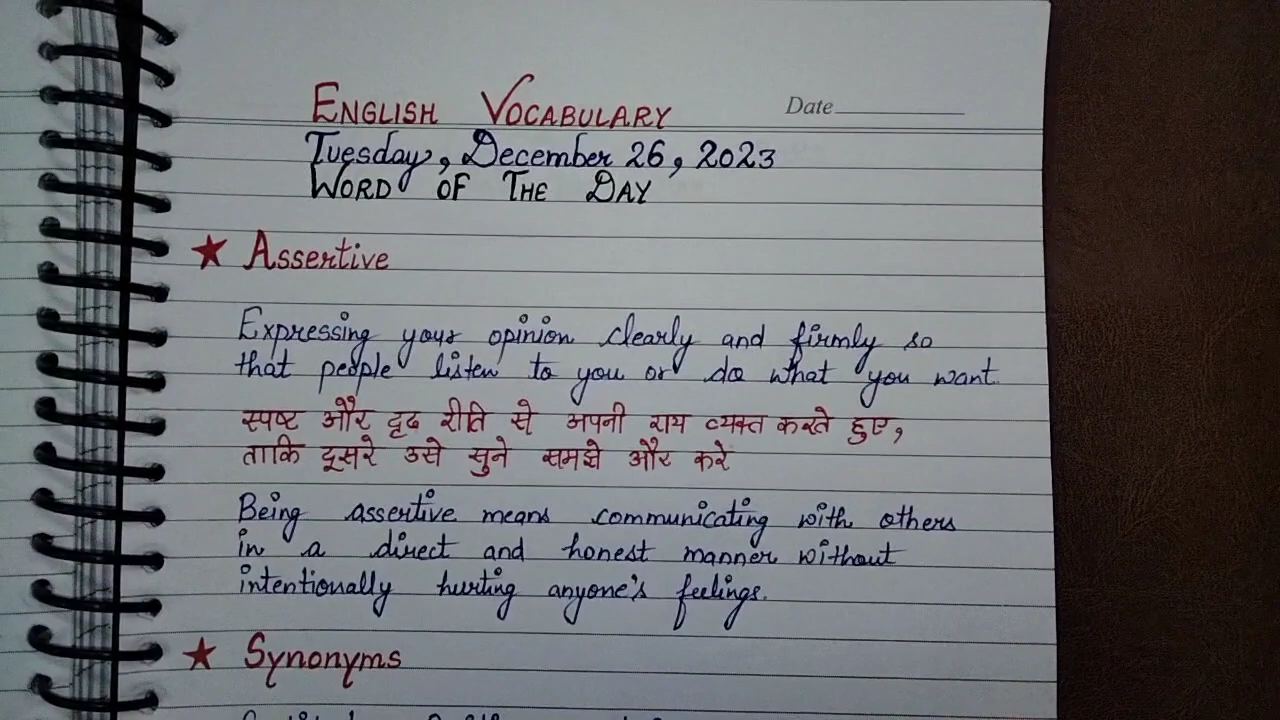 ENGLISH VOCABULARY
Date
Tuesday, December 26, 2023
WORD OF THE DAY
★ Assertive
Expressing your opinion clearly and firmly so
that people listen to you or do what you want.
स्पष्ट और दृढ रीति से अपनी राय व्यक्त करते हुए,
ताकि दूसरे उसे सुने समझे और करे
Being assertive means communicating with others
in a direct and honest manner without
intentionally hurting anyone's feelings.
★ Synonyms